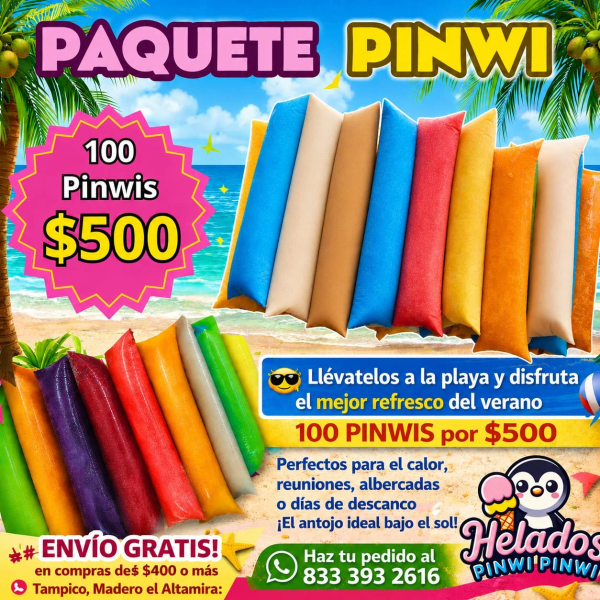 PAQUETE PINWI
100
Pinwis
$500
Llévatelos a la playa y disfruta
el mejor refresco del verano
100 PINWIS por $500
Perfectos para el calor,
reuniones, albercadas
o días de descanco
¡El antojo ideal bajo el sol!
Helados
PINWI PINWI
ENVÍO GRATIS!
en compras de$ $400 o más
Tampico, Madero el Altamira:
Haz tu pedido al
833 393 2616